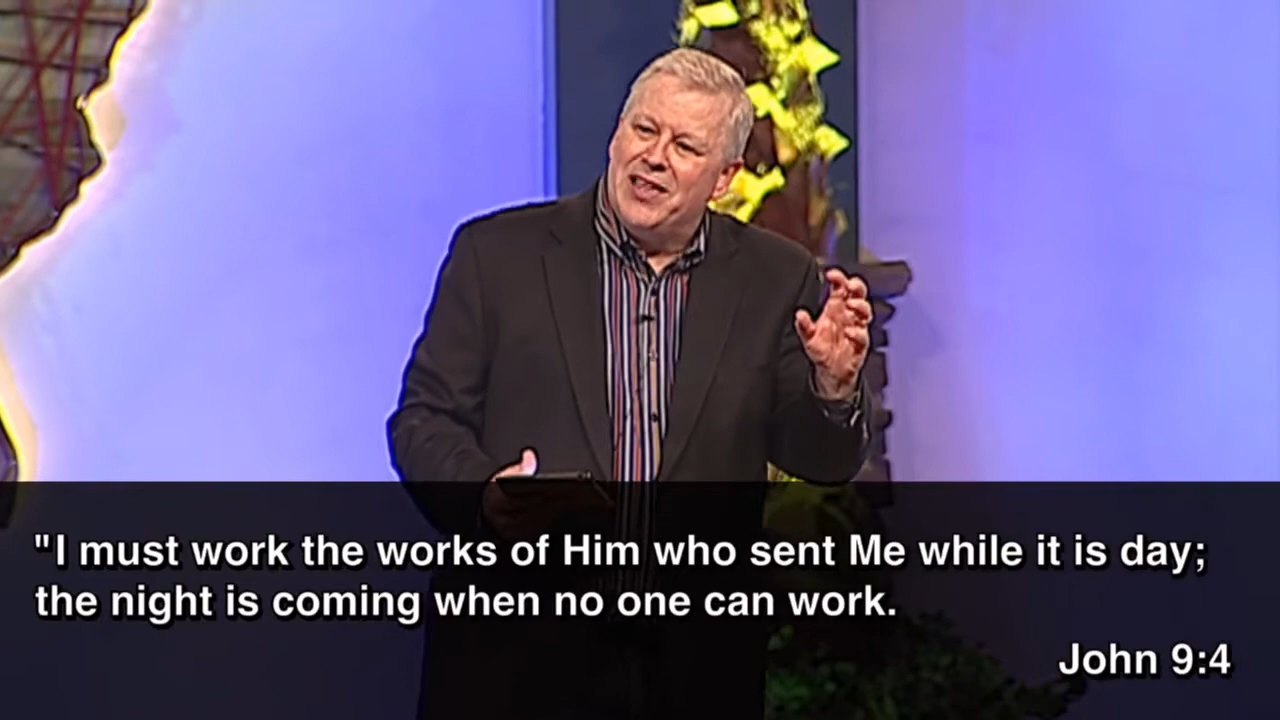 "I must work the works of Him who sent Me while it is day;
the night is coming when no one can work.
John 9:4